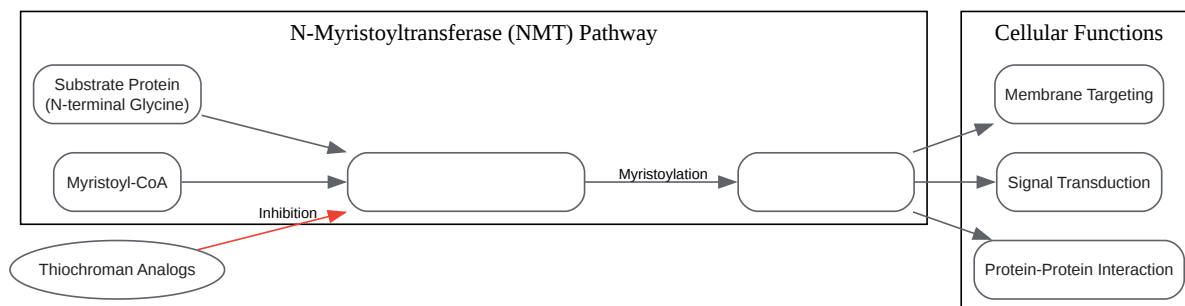 N-Myristoyltransferase (NMT) Pathway
Cellular Functions
Substrate Protein
(N-terminal Glycine)
Membrane Targeting
Myristoyl-CoA
Myristoylation
Signal Transduction
Inhibition
Thiochroman Analogs
Protein-Protein Interaction